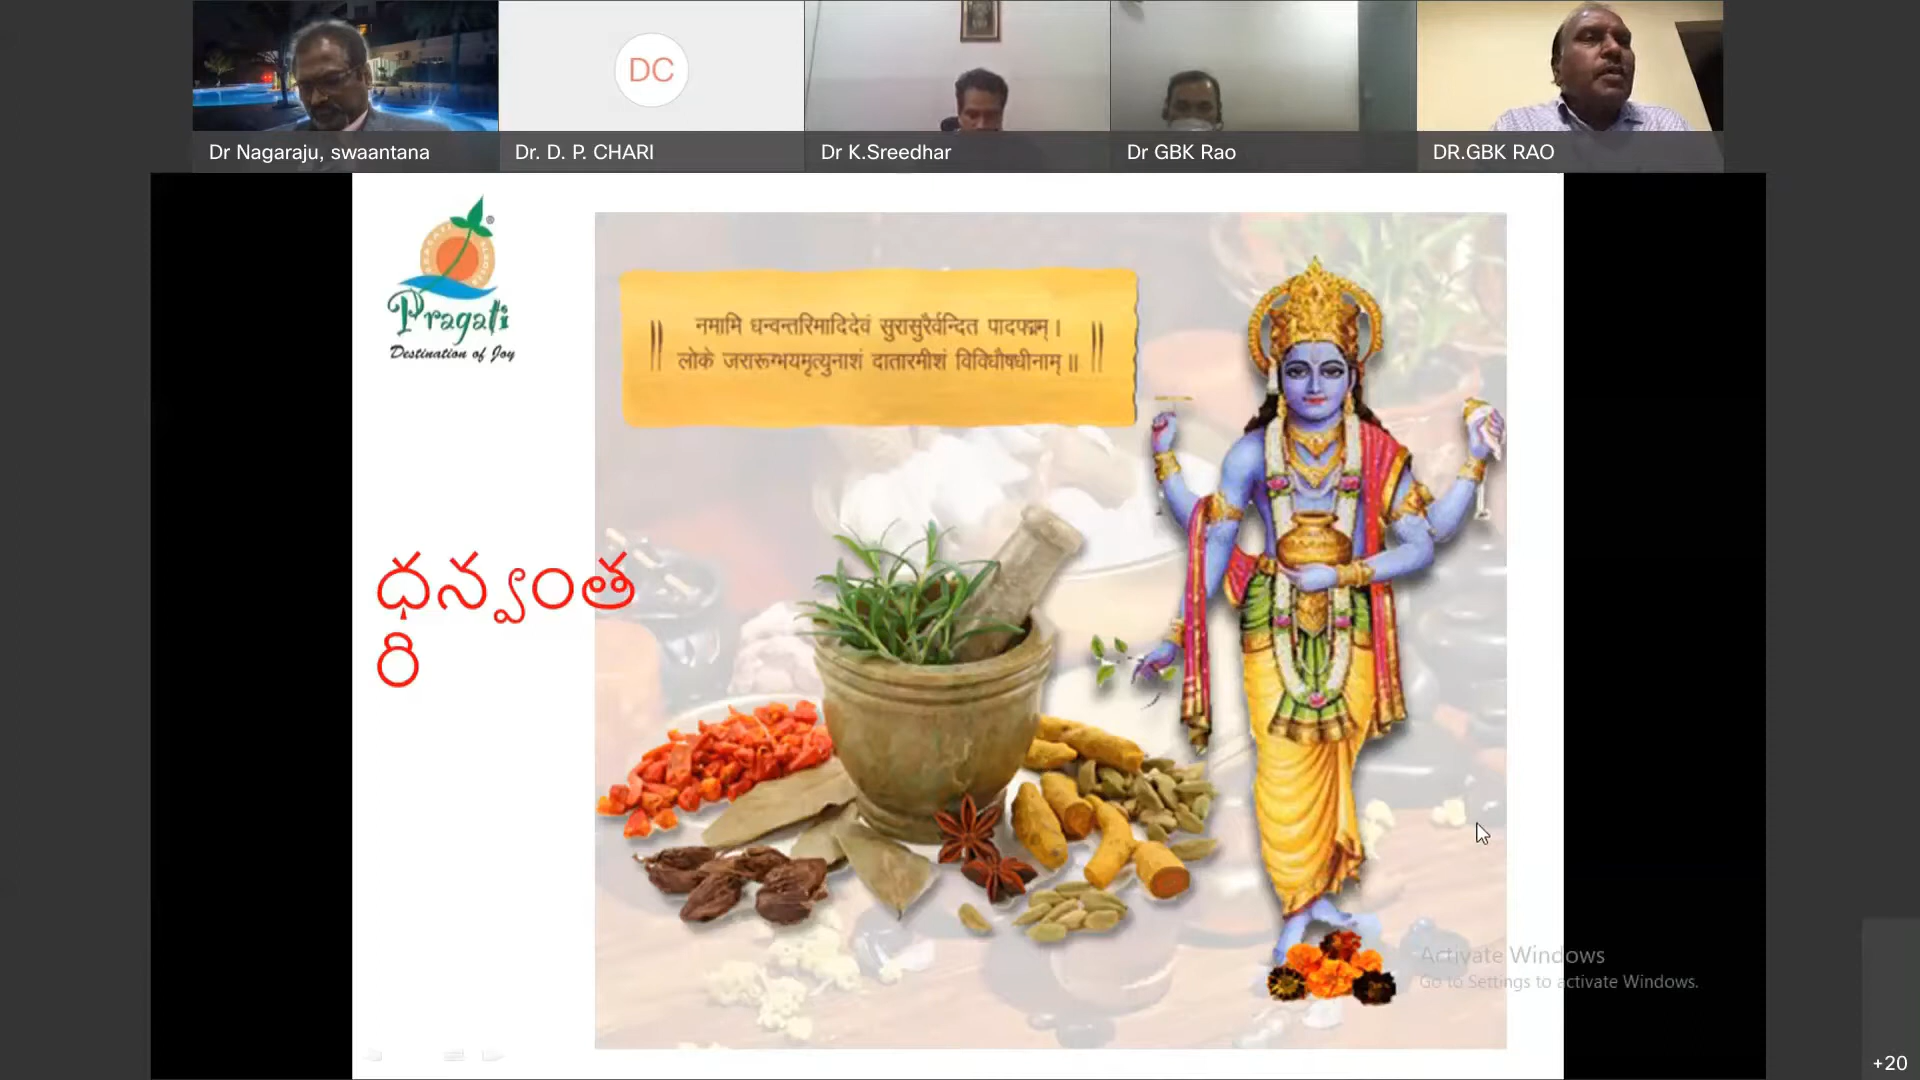 Dr Nagaraju, swaantana
DC
Dr. D. P. CHARI
Dr K.Sreedhar
Dr GBK Rao
DR.GBK RAO
Pragati
Destination of Joy
॥ नमामि धन्वन्तरिमादिदेवं सुरासुरैर्वन्दित पादपद्मम् । ॥
लोके जरारूग्भयमृत्युनाशं दातारमीशं विविधौषधीनाम् ॥
ధన్వంత
రి
Activate Windows
Go to Settings to activate Windows.
+20